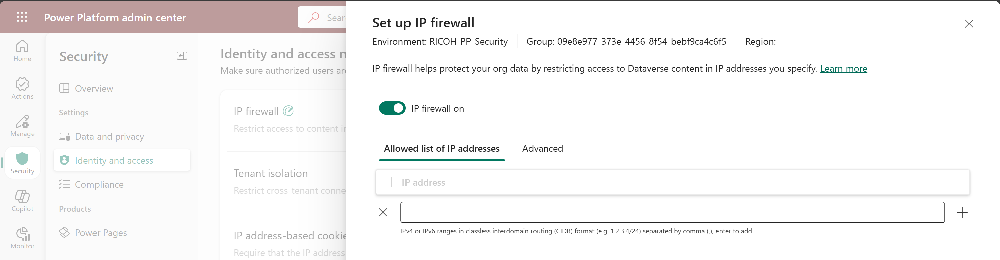 Power Platform admin center
Sear
Home
Actions
Manage
Security
Copilot
Monitor
Security
Overview
Settings
Data and privacy
Identity and access
Compliance
Products
Power Pages
Identity and access m
Make sure authorized users are
IP firewall
Restrict access to content in
Tenant isolation
Restrict cross-tenant conne
IP address-based cookie
Require that the IP address
Set up IP firewall
Environment: RICOH-PP-Security
Group: 09e8e977-373e-4456-8f54-bebf9ca4c6f5
Region:
IP firewall helps protect your org data by restricting access to Dataverse content in IP addresses you specify. Learn more
IP firewall on
Allowed list of IP addresses
Advanced
IP address
IPv4 or IPv6 ranges in classless interdomain routing (CIDR) format (e.g. 1.2.3.4/24) separated by comma (,), enter to add.